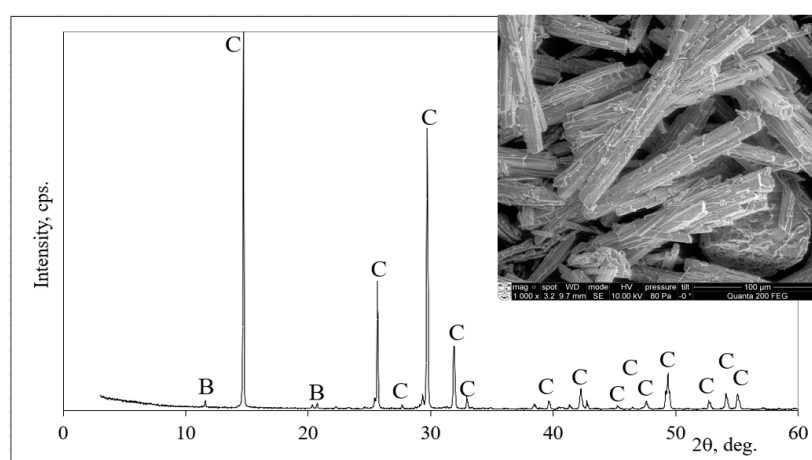 C
C
C
C
B
B
C
C
C
C
C
C
C
C
C
C
C
Intensity, cps.
0
10
20
30
40
50
60
2θ, deg.
mag □ spot WD mode HV pressure tilt 100 µm
1 000 x 3.2 9.7 mm SE 10.00 kV 80 Pa -0 ° Quanta 200 FEG